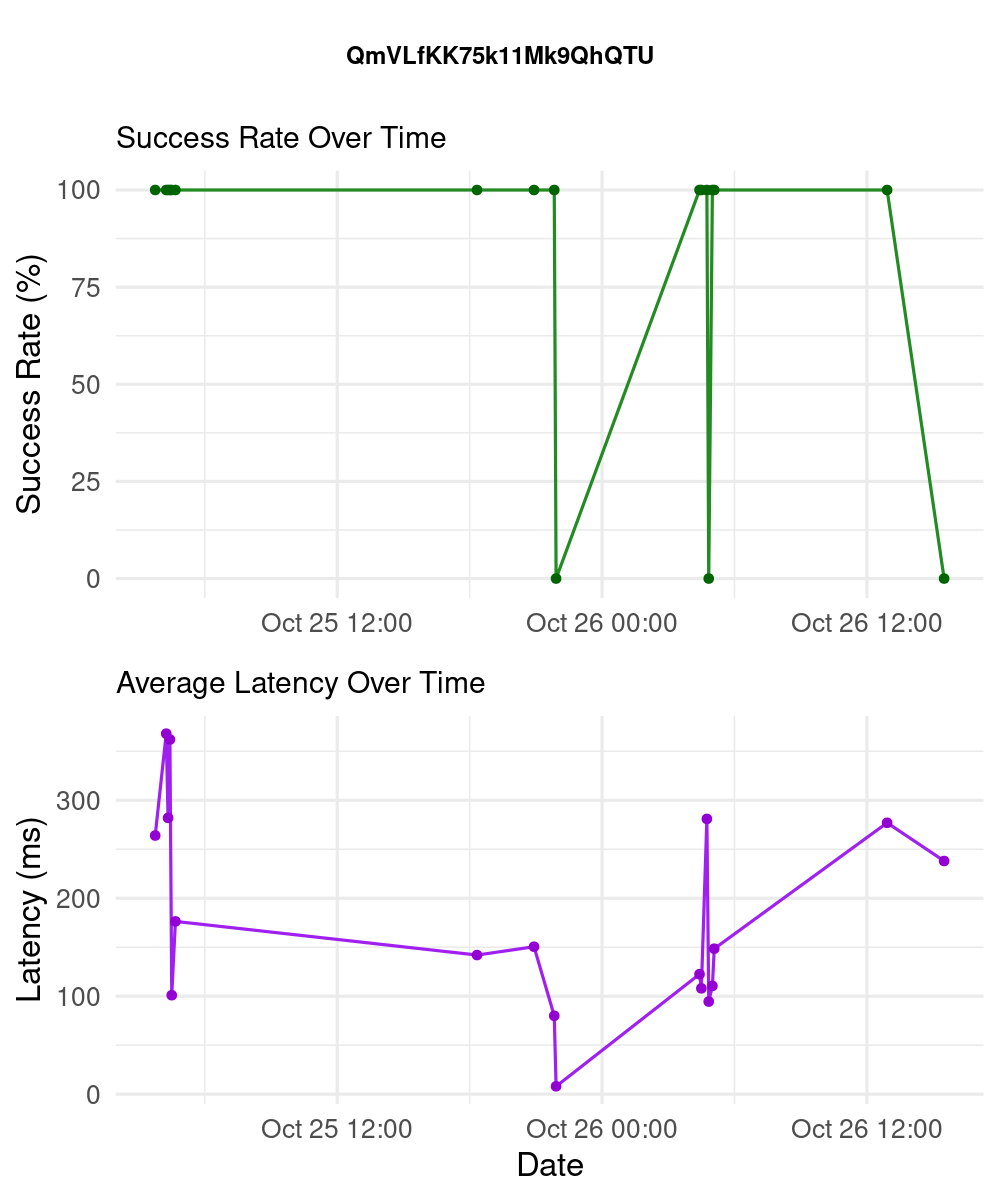 QmVLfKK75k11Mk9QhQTU
Success Rate Over Time
Success Rate (%)
100
75
50
25
0
Oct 25 12:00 Oct 26 00:00 Oct 26 12:00
Average Latency Over Time
Latency (ms)
300
200
100
0
Oct 25 12:00 Oct 26 00:00 Oct 26 12:00
Date